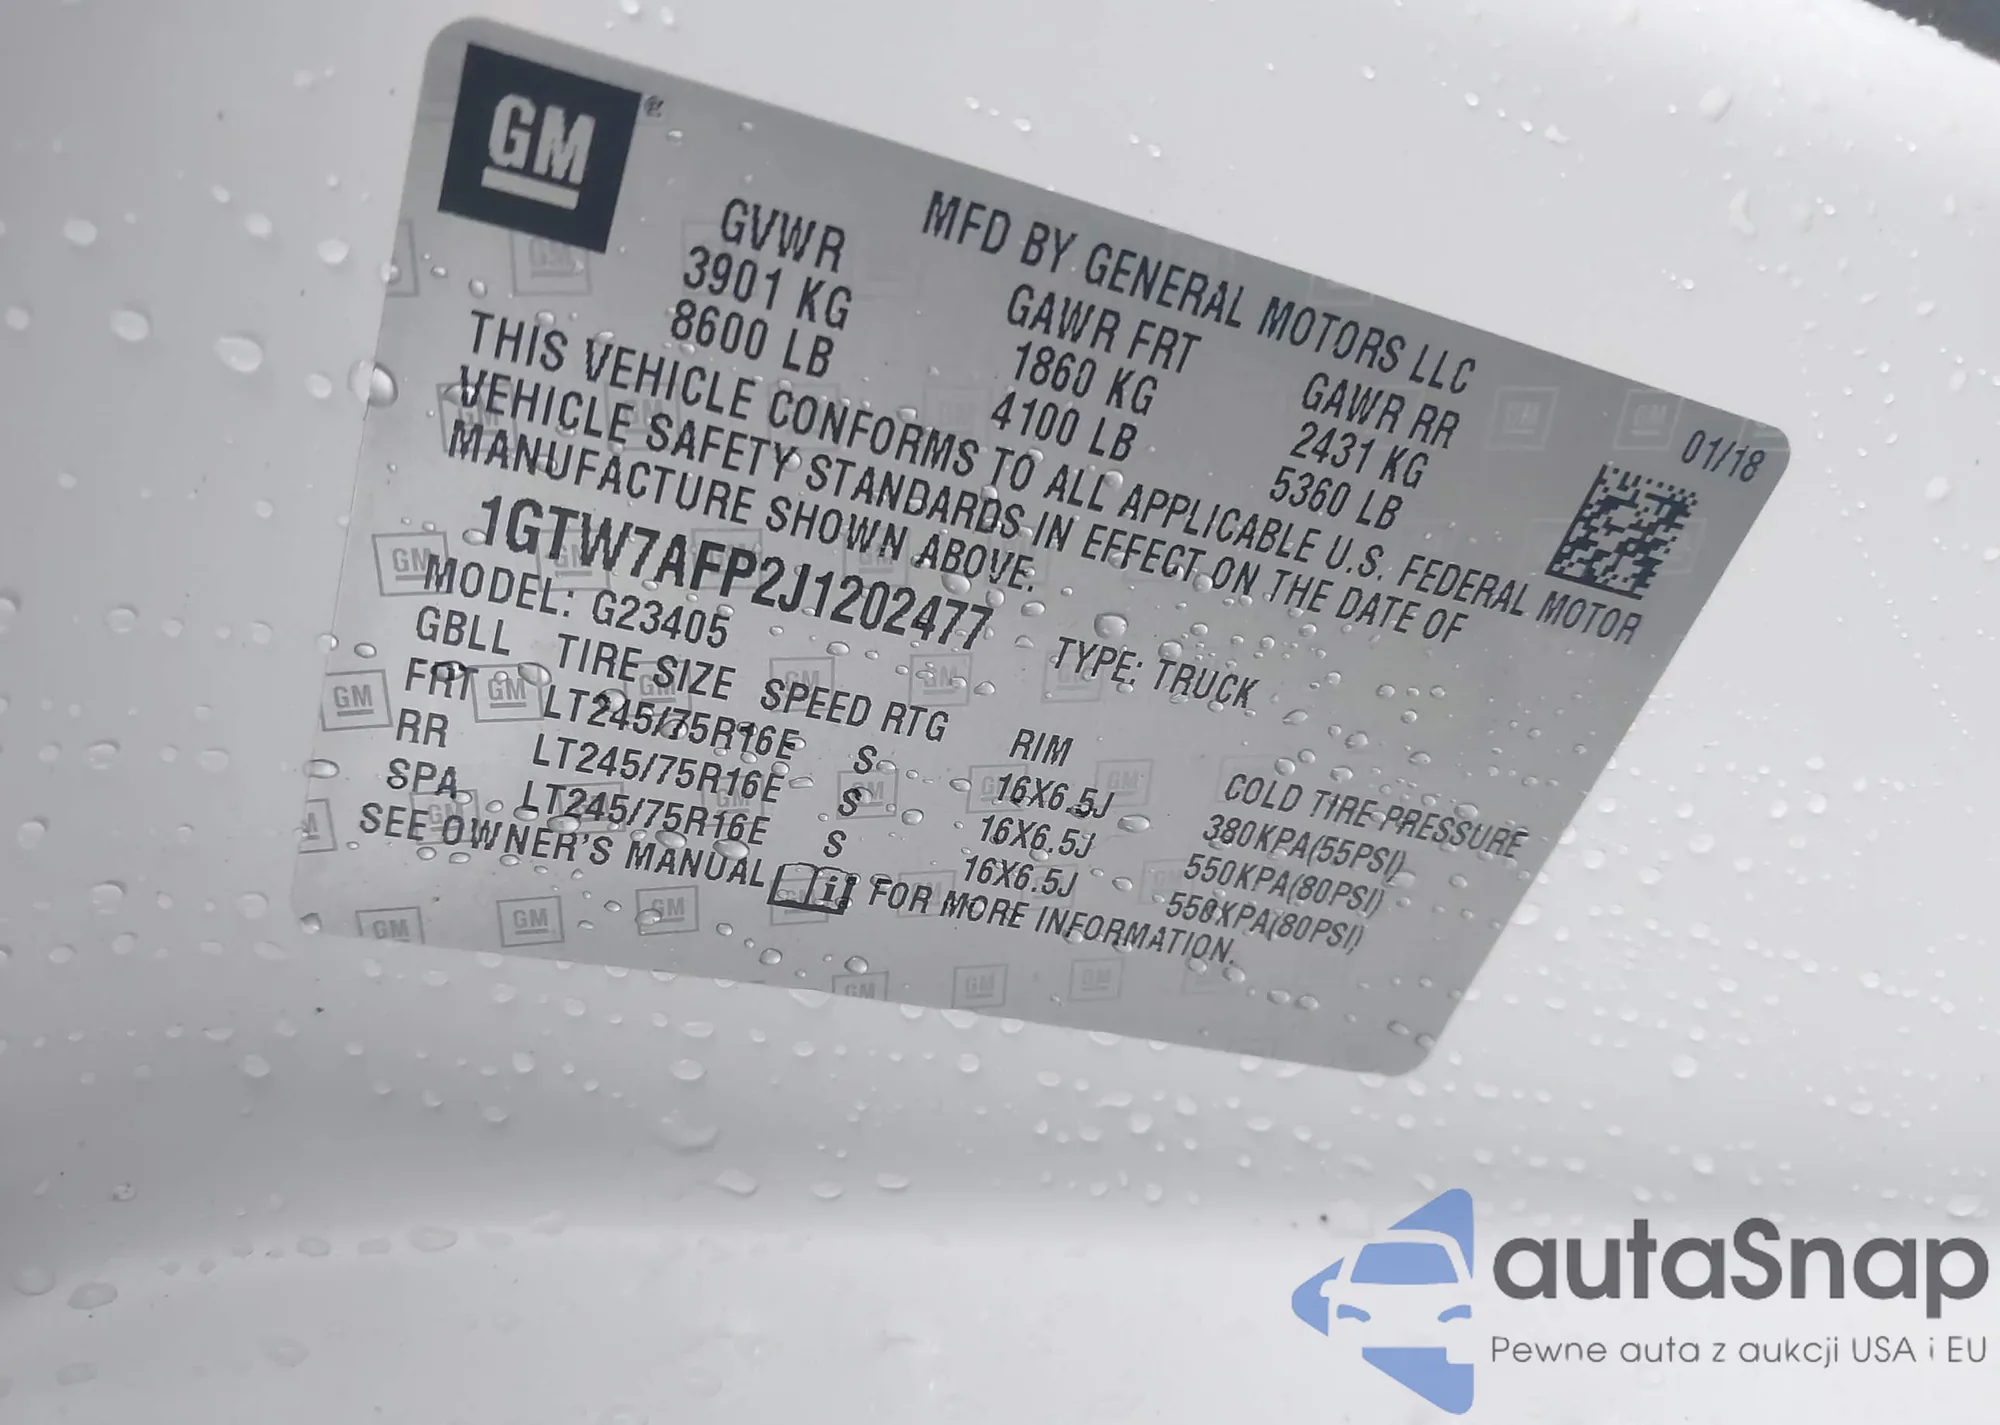 GM
MFD BY GENERAL MOTORS LLC
01/18
GVWR GAWR FRT GAWR RR
3901 KG 1860 KG 2431 KG
8600 LB 4100 LB 5360 LB
THIS VEHICLE CONFORMS TO ALL APPLICABLE U.S. FEDERAL MOTOR
VEHICLE SAFETY STANDARDS IN EFFECT ON THE DATE OF
MANUFACTURE SHOWN ABOVE.
1GTW7AFP2J1202477 TYPE: TRUCK
MODEL: G23405
GBLL TIRE SIZE SPEED RTG RIM COLD TIRE PRESSURE
FRT LT245/75R16E S 16X6.5J 380KPA(55PSI)
RR LT245/75R16E S 16X6.5J 550KPA(80PSI)
SPA LT245/75R16E S 16X6.5J 550KPA(80PSI)
SEE OWNER'S MANUAL FOR MORE INFORMATION.
autaSnap
Pewne auta z aukcji USA i EU